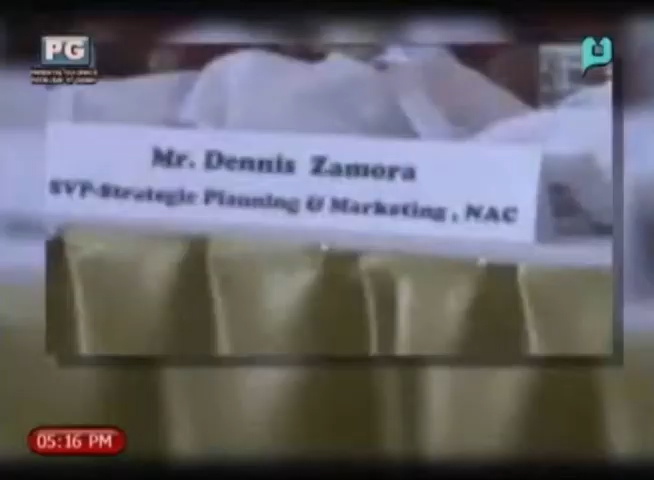 PG
Mr. Dennis Zamora
SVP-Strategic Planning & Marketing , NAC
05:16 PM